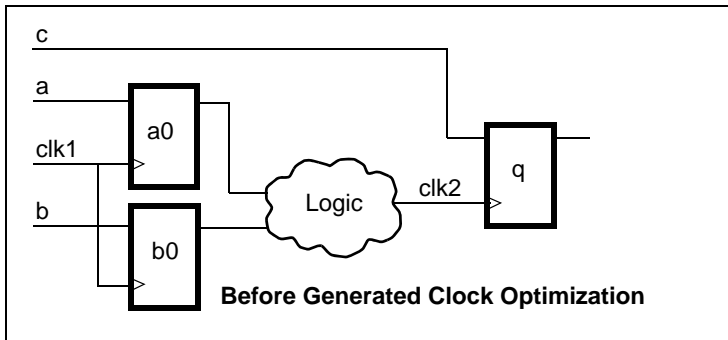 c
a
a0
clk1
q
clk2
Logic
b
b0
Before Generated Clock Optimization